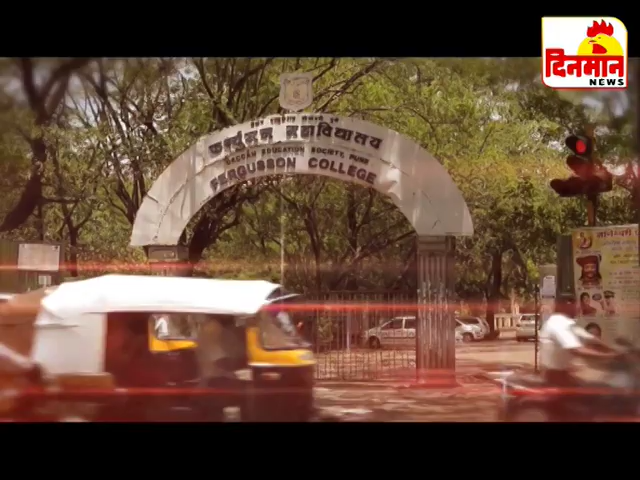 दिनमान
NEWS
फर्ग्युसन महाविद्यालय
DECCAN EDUCATION SOCIETY, PUNE
FERGUSSON COLLEGE